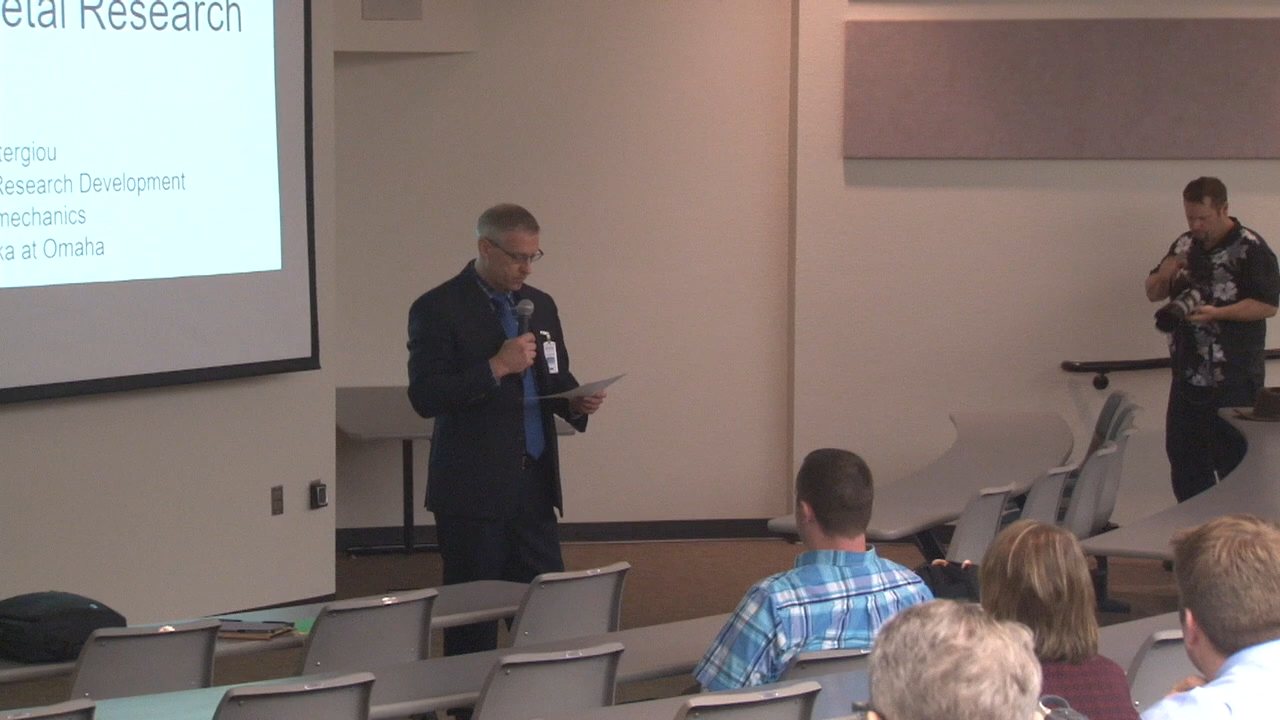 etal Research
tergiou
Research Development
mechanics
ka at Omaha